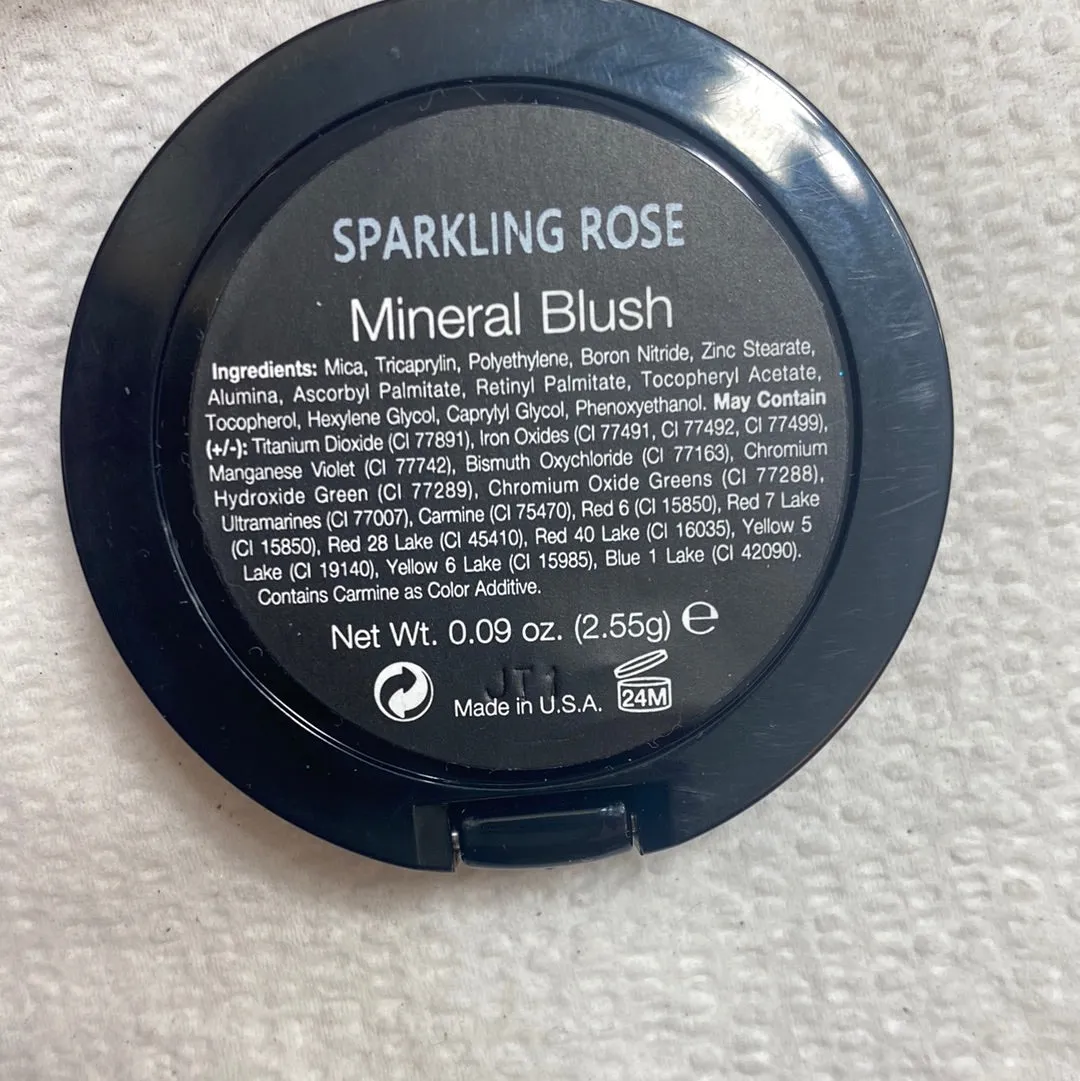 SPARKLING ROSE
Mineral Blush
Ingredients: Mica, Tricaprylin, Polyethylene, Boron Nitride, Zinc Stearate,
Alumina, Ascorbyl Palmitate, Retinyl Palmitate, Tocopheryl Acetate,
Tocopherol, Hexylene Glycol, Caprylyl Glycol, Phenoxyethanol. May Contain
(+/-): Titanium Dioxide (CI 77891), Iron Oxides (CI 77491, CI 77492, CI 77499),
Manganese Violet (CI 77742), Bismuth Oxychloride (CI 77163), Chromium
Hydroxide Green (CI 77289), Chromium Oxide Greens (CI 77288),
Ultramarines (CI 77007), Carmine (CI 75470), Red 6 (CI 15850), Red 7 Lake
(CI 15850), Red 28 Lake (CI 45410), Red 40 Lake (CI 16035), Yellow 5
Lake (CI 19140), Yellow 6 Lake (CI 15985), Blue 1 Lake (CI 42090).
Contains Carmine as Color Additive.
Net Wt. 0.09 oz. (2.55g) e
JT1
Made in U.S.A. 24M